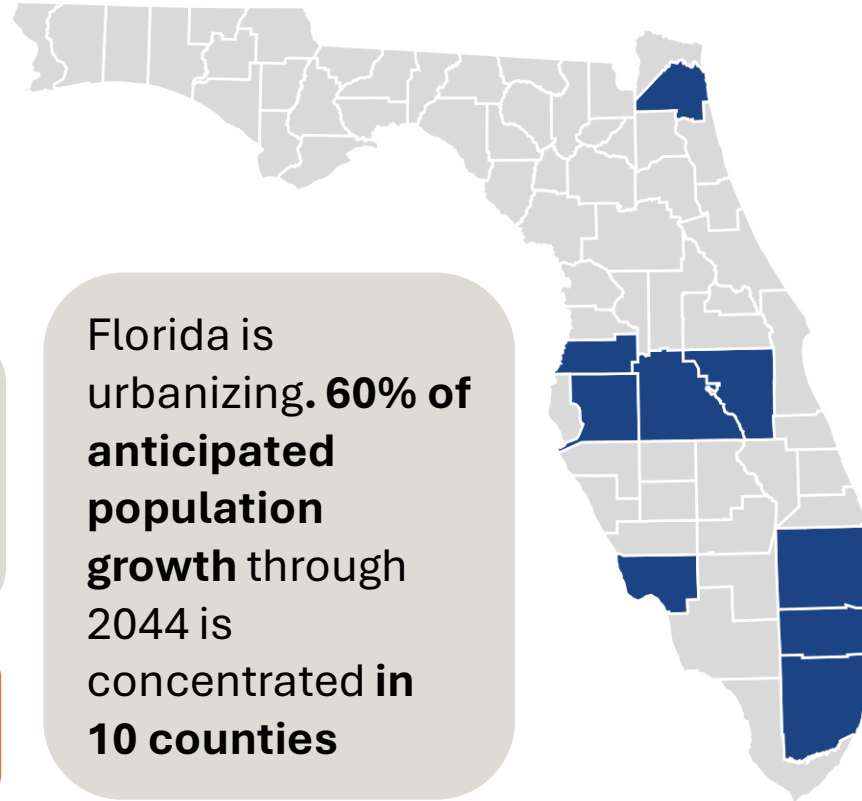 Florida is
urbanizing. 60% of
anticipated
population
growth through
2044 is
concentrated in
10 counties